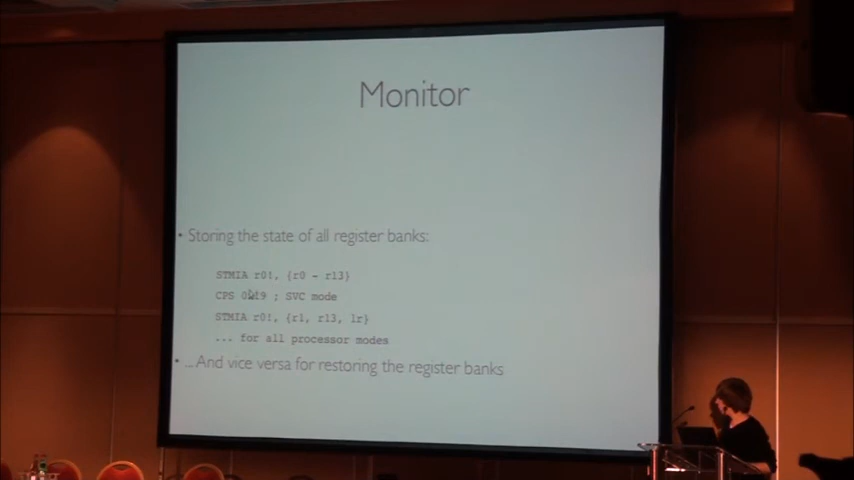 Monitor
• Storing the state of all register banks:
STMIA r0!, {r0 - r13}
CPS 0x19 ; SVC mode
STMIA r0!, {r1, r13, lr}
... for all processor modes
• ...And vice versa for restoring the register banks